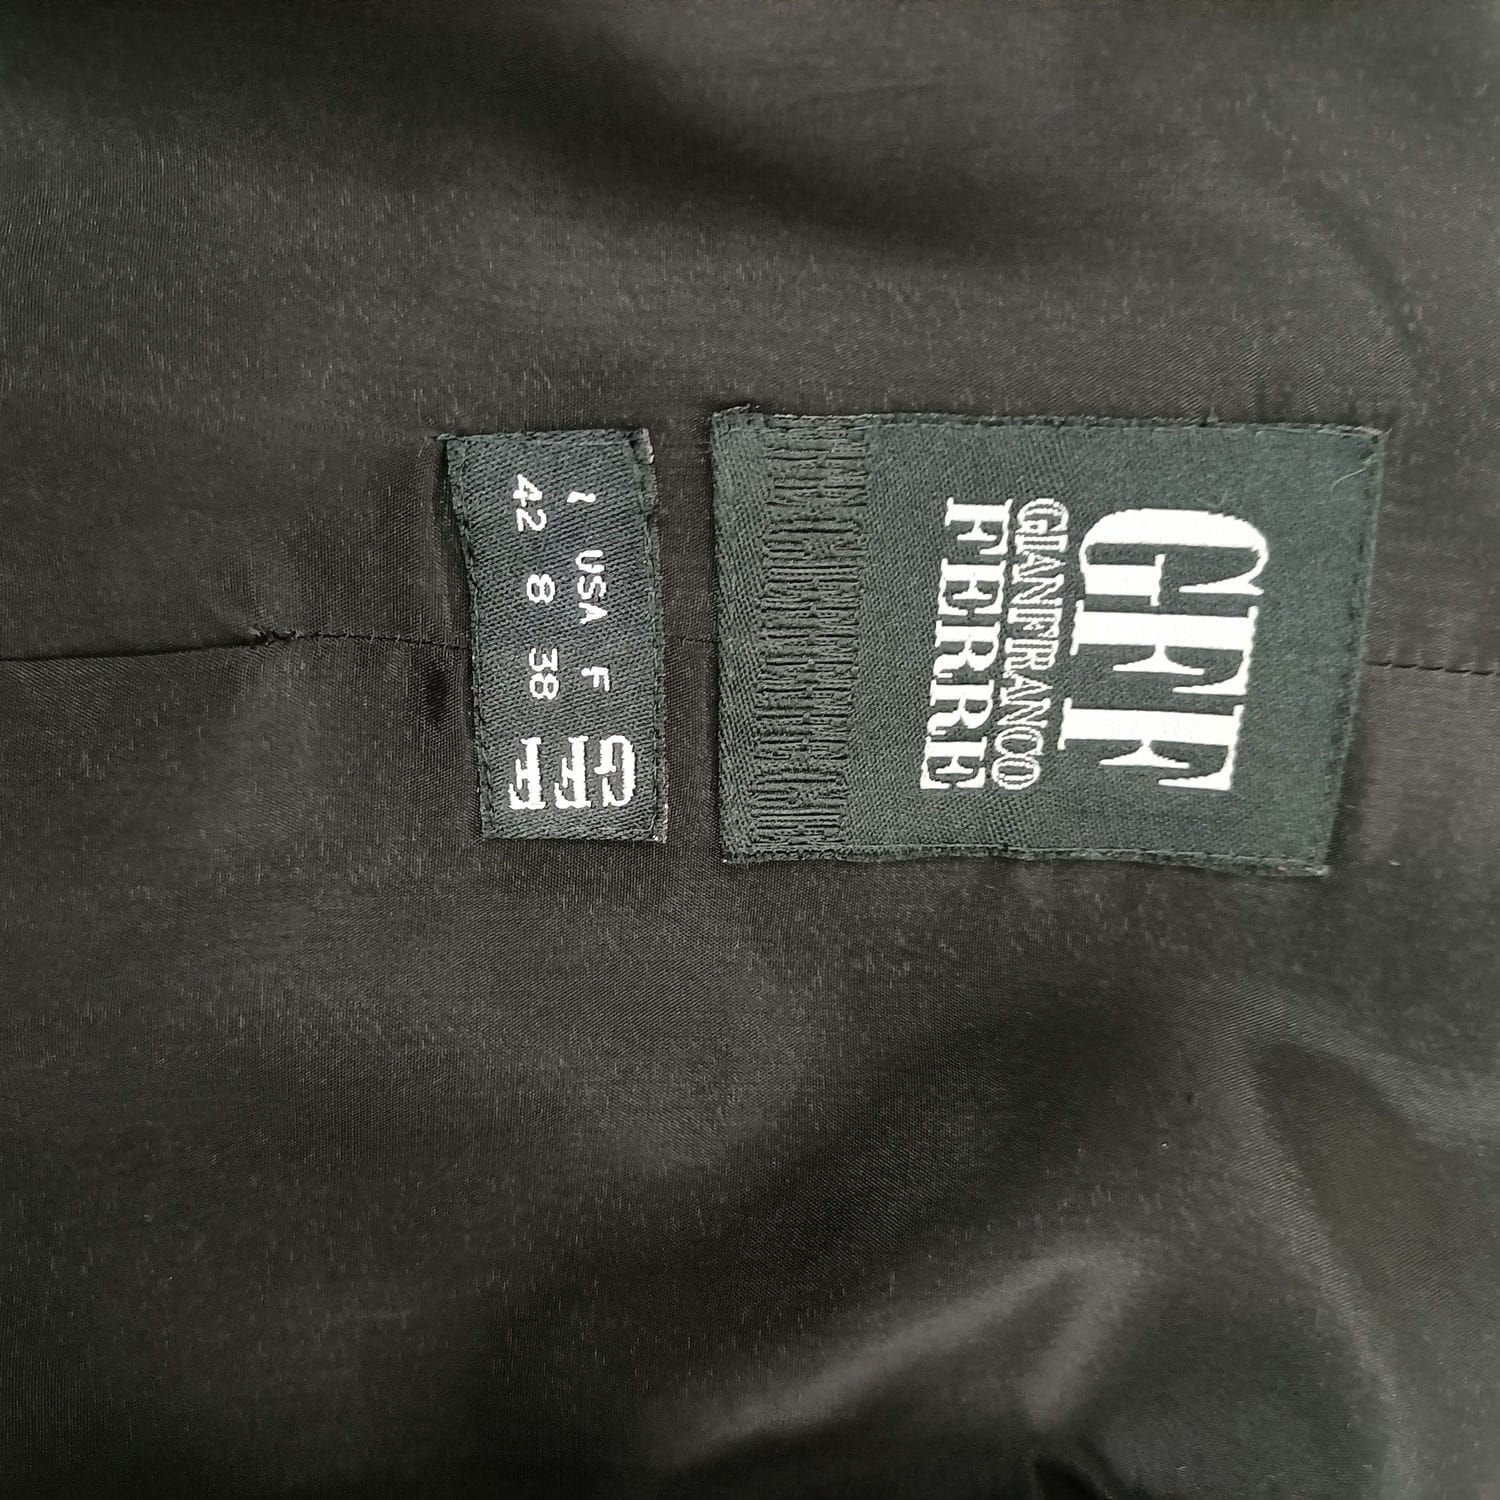 GFF
GIANFRANCO
FERRE
I USA F
42 8 38
GFF